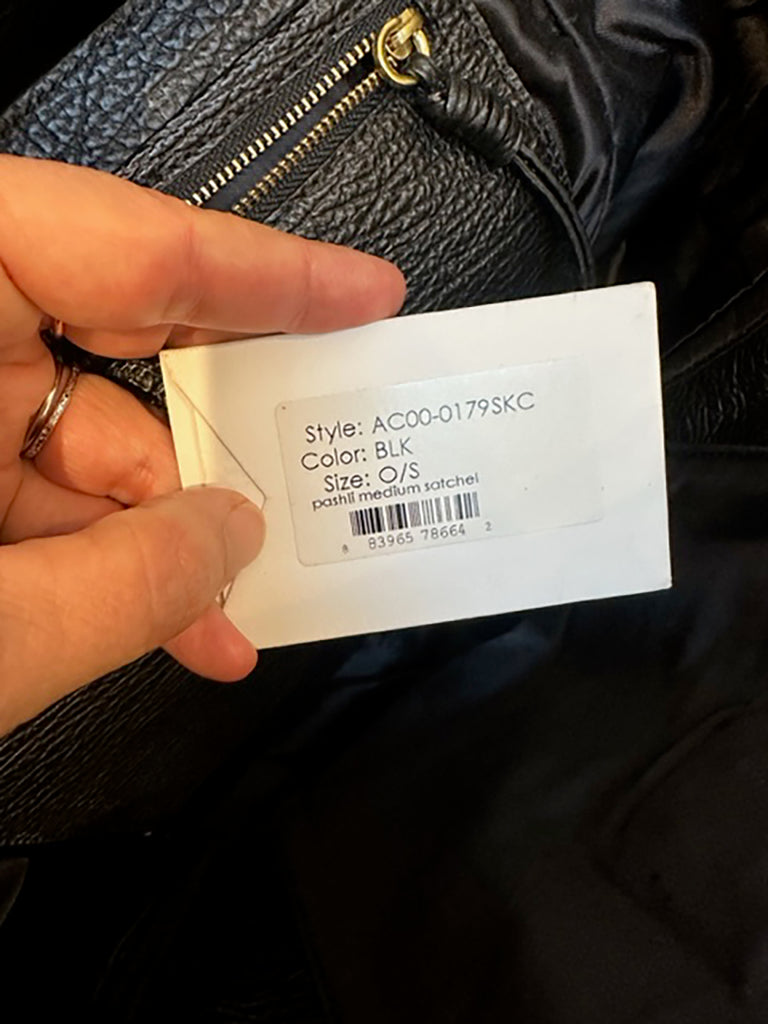 Style: AC00-0179SKC
Color: BLK
Size: O/S
pashli medium satchel
8 83965 78664 2